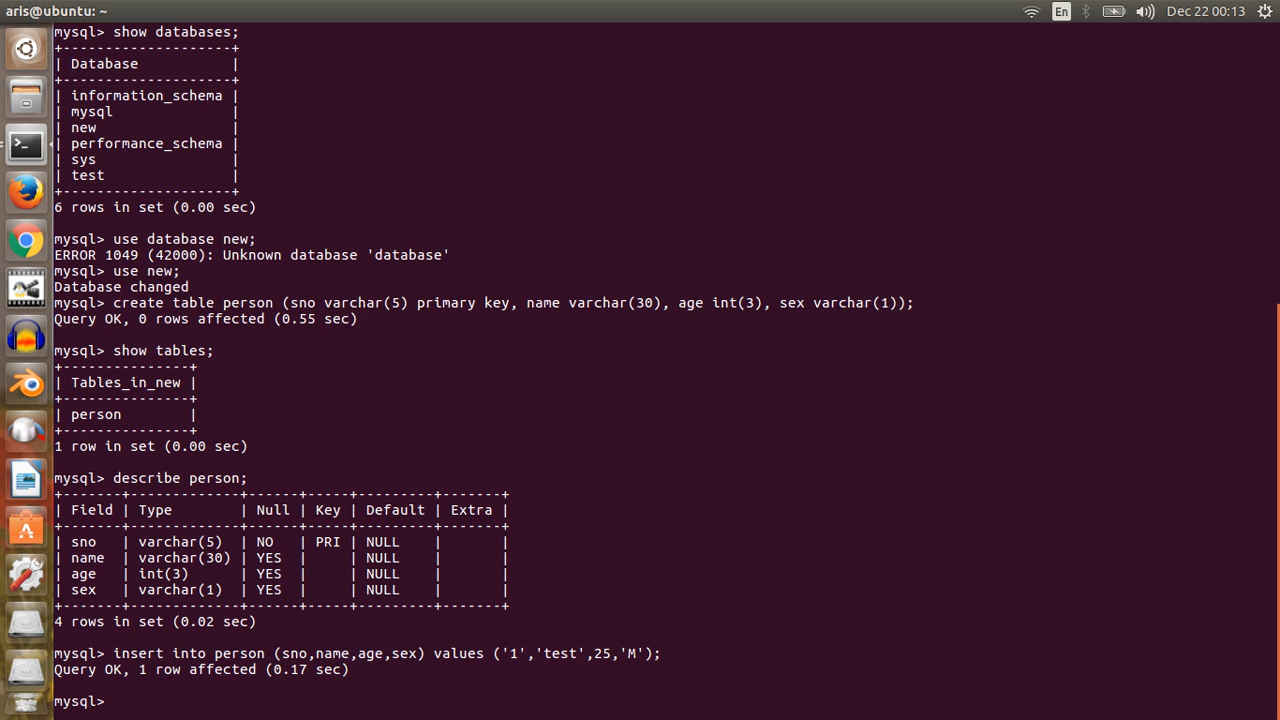 aris@ubuntu: ~ En Dec 22 00:13
mysql> show databases;
+--------------------+
| Database           |
+--------------------+
| information_schema |
| mysql              |
| new                |
| performance_schema |
| sys                |
| test               |
+--------------------+
6 rows in set (0.00 sec)
mysql> use database new;
ERROR 1049 (42000): Unknown database 'database'
mysql> use new;
Database changed
mysql> create table person (sno varchar(5) primary key, name varchar(30), age int(3), sex varchar(1));
Query OK, 0 rows affected (0.55 sec)
mysql> show tables;
+---------------+
| Tables_in_new |
+---------------+
| person        |
+---------------+
1 row in set (0.00 sec)
mysql> describe person;
+-------+-------------+------+-----+---------+-------+
| Field | Type        | Null | Key | Default | Extra |
+-------+-------------+------+-----+---------+-------+
| sno   | varchar(5)  | NO   | PRI | NULL    |       |
| name  | varchar(30) | YES  |     | NULL    |       |
| age   | int(3)      | YES  |     | NULL    |       |
| sex   | varchar(1)  | YES  |     | NULL    |       |
+-------+-------------+------+-----+---------+-------+
4 rows in set (0.02 sec)
mysql> insert into person (sno,name,age,sex) values ('1','test',25,'M');
Query OK, 1 row affected (0.17 sec)
mysql>